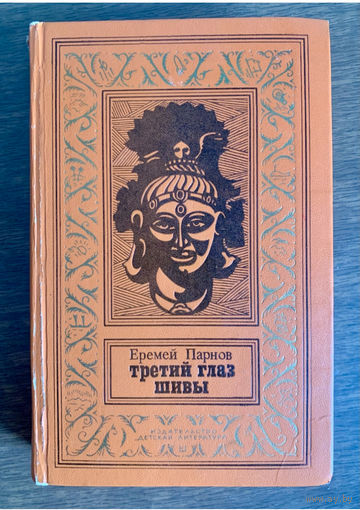 Еремей Парнов
третий глаз
шивы
ИЗДАТЕЛЬСТВО
ДЕТСКАЯ ЛИТЕРАТУРА